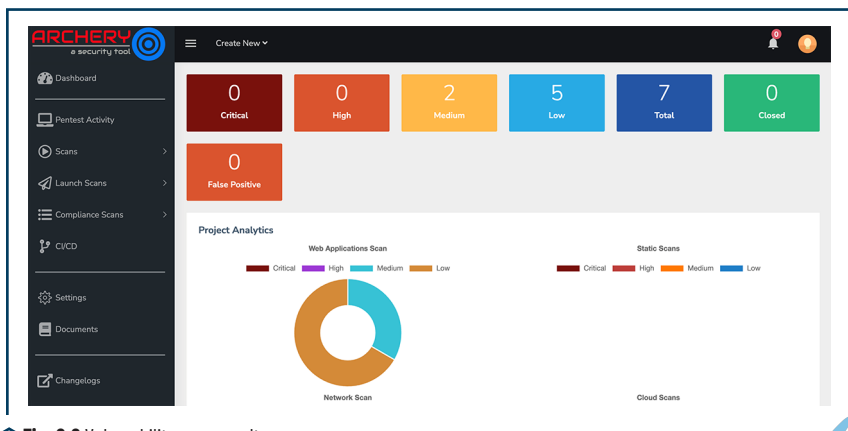 ARCHERY
a security tool
Create New
0
Dashboard
Pentest Activity
Scans
Launch Scans
Compliance Scans
CI/CD
Settings
Documents
Changelogs
0
Critical
0
High
2
Medium
5
Low
7
Total
0
Closed
0
False Positive
Project Analytics
Web Applications Scan
Critical High Medium Low
Static Scans
Critical High Medium Low
Network Scan
Cloud Scans